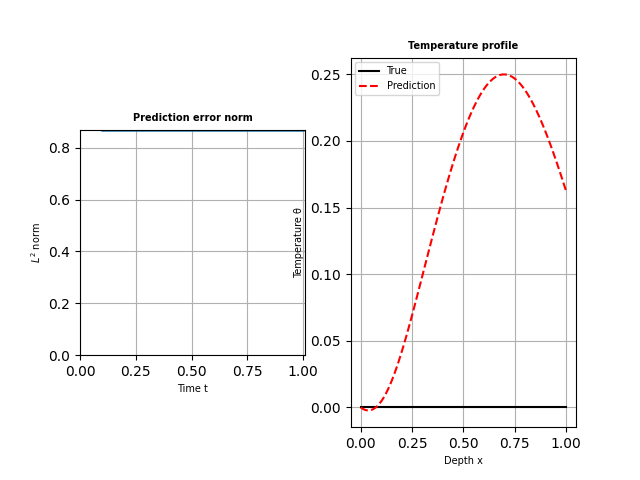 Prediction error norm
0.8
0.6
0.4
0.2
0.0
L² norm
0.00 0.25 0.50 0.75 1.00
Time t
Temperature profile
True
Prediction
0.25
0.20
0.15
0.10
0.05
0.00
Temperature θ
0.00 0.25 0.50 0.75 1.00
Depth x